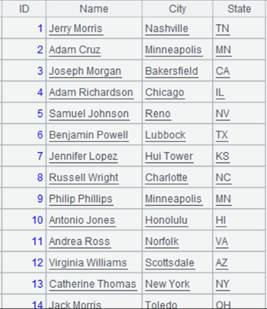 ID Name City State
1 Jerry Morris Nashville TN
2 Adam Cruz Minneapolis MN
3 Joseph Morgan Bakersfield CA
4 Adam Richardson Chicago IL
5 Samuel Johnson Reno NV
6 Benjamin Powell Lubbock TX
7 Jennifer Lopez Hui Tower KS
8 Russell Wright Charlotte NC
9 Philip Phillips Minneapolis MN
10 Antonio Jones Honolulu HI
11 Andrea Ross Norfolk VA
12 Virginia Williams Scottsdale AZ
13 Catherine Thomas New York NY
14 Jack Morris Toledo OH